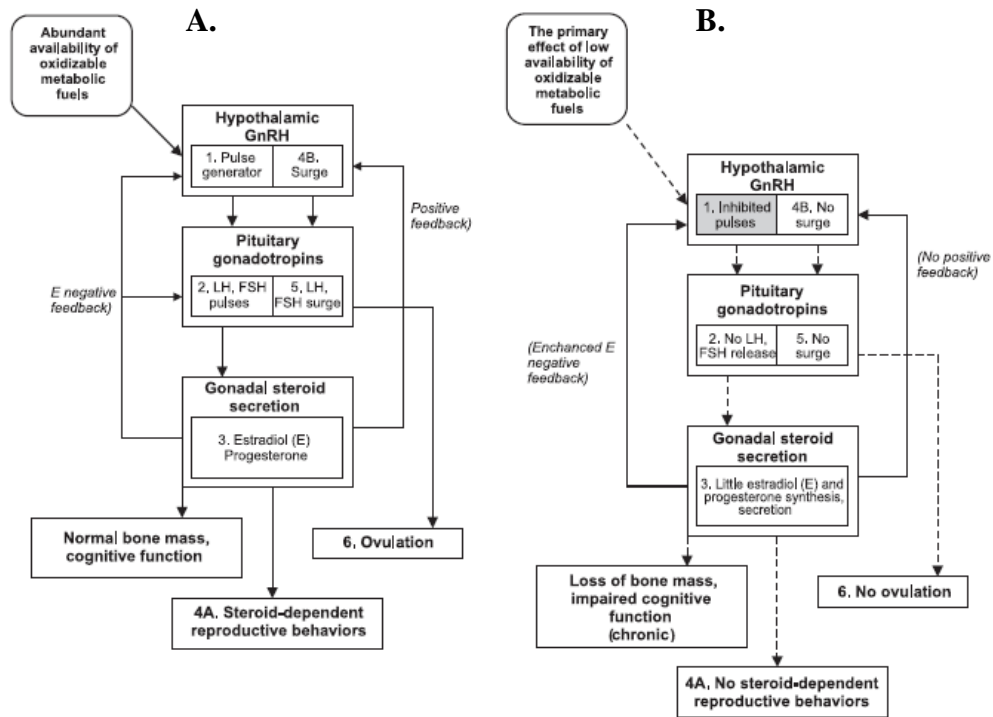 A.
Abundant
availability of
oxidizable
metabolic
fuels
Hypothalamic
GnRH
1. Pulse
generator
4B.
Surge
Positive
feedback)
Pituitary
gonadotropins
E negative
feedback)
2, LH, FSH
pulses
5, LH,
FSH surge
Gonadal steroid
secretion
3. Estradiol (E)
Progesterone
Normal bone mass,
cognitive function
6, Ovulation
4A. Steroid-dependent
reproductive behaviors
B.
The primary
effect of low
availability of
oxidizable
metabolic
fuels
Hypothalamic
GnRH
1, Inhibited
pulses
4B, No
surge
(No positive
feedback)
Pituitary
gonadotropins
(Enchanced E
negative
feedback)
2. No LH,
FSH release
5. No
surge
Gonadal steroid
secretion
3. Little estradiol (E) and
progesterone synthesis,
secretion
Loss of bone mass,
impaired cognitive
function
(chronic)
6. No ovulation
4A, No steroid-dependent
reproductive behaviors